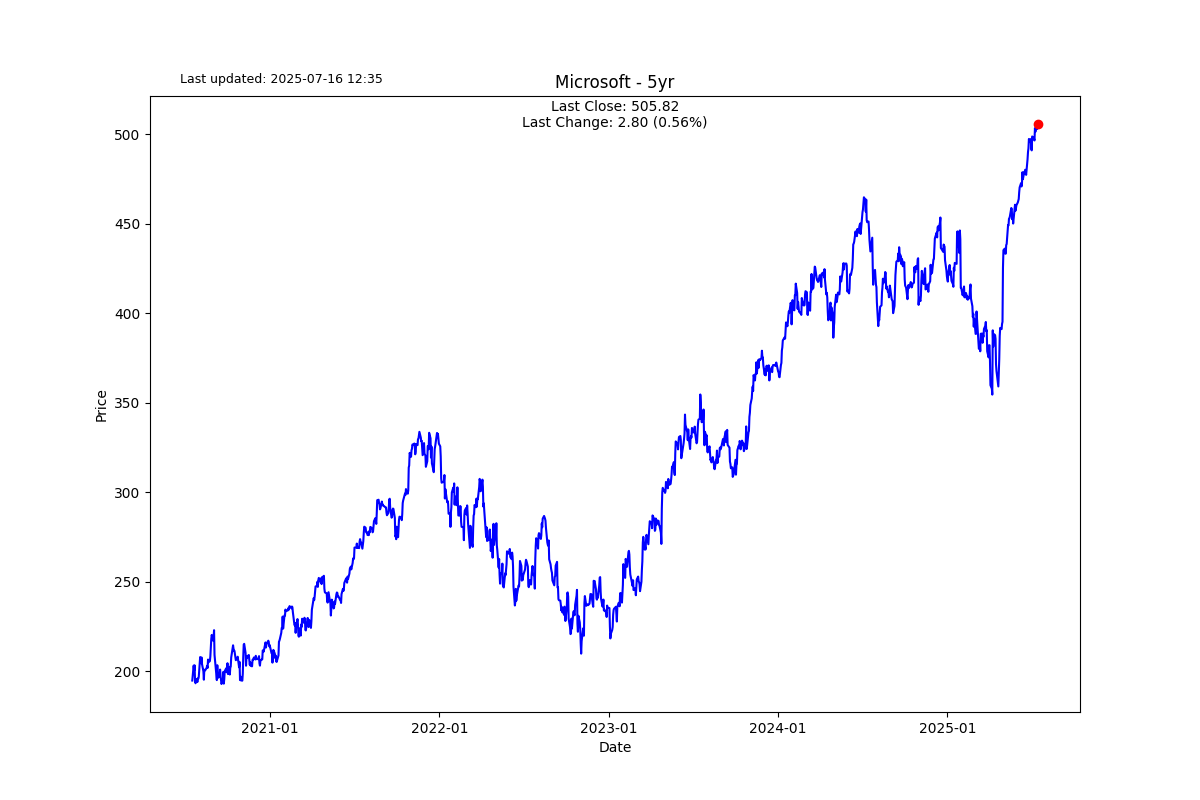 Last updated: 2025-07-16 12:35
Microsoft - 5yr
Last Close: 505.82
Last Change: 2.80 (0.56%)
500
450
400
350
300
250
200
Price
2021-01
2022-01
2023-01
2024-01
2025-01
Date